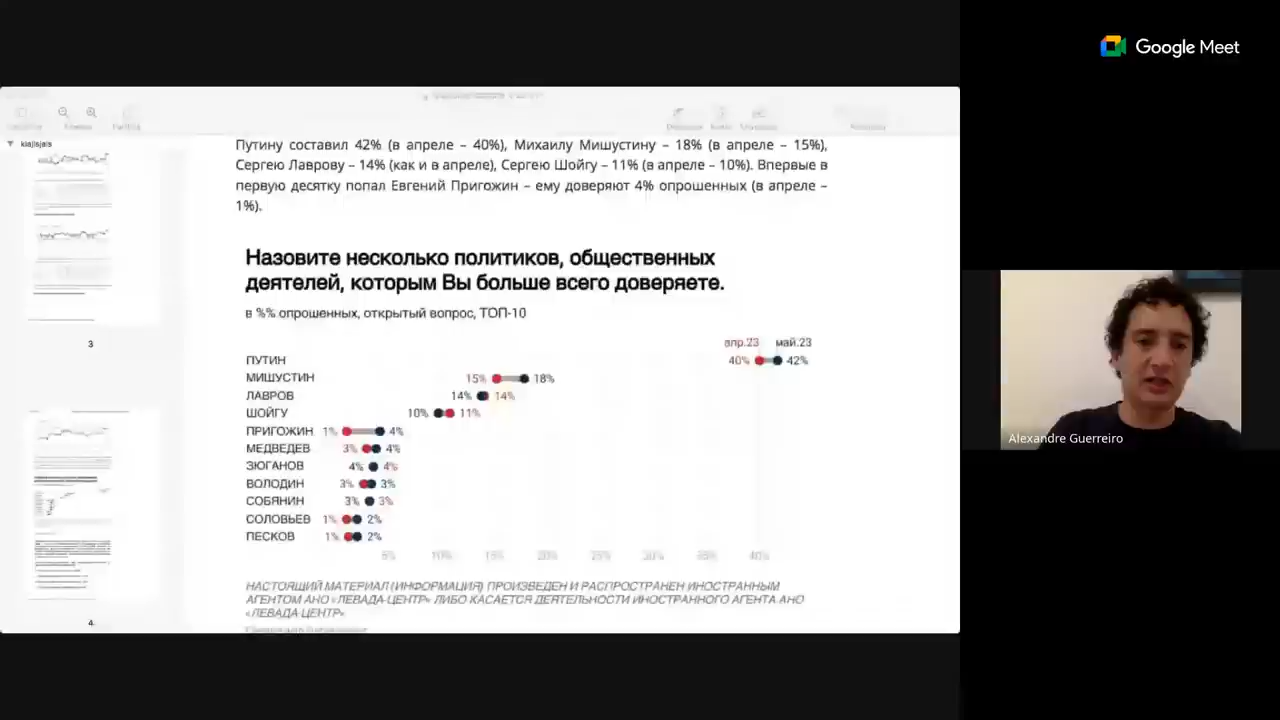 Google Meet
klajlsjals
Путину составил 42% (в апреле – 40%), Михаилу Мишустину – 18% (в апреле – 15%),
Сергею Лаврову – 14% (как и в апреле), Сергею Шойгу – 11% (в апреле – 10%). Впервые в
первую десятку попал Евгений Пригожин – ему доверяют 4% опрошенных (в апреле –
1%).
Назовите несколько политиков, общественных
деятелей, которым Вы больше всего доверяете.
в %% опрошенных, открытый вопрос, ТОП-10
апр.23 май.23
ПУТИН 40% 42%
МИШУСТИН 15% 18%
ЛАВРОВ 14% 14%
ШОЙГУ 10% 11%
ПРИГОЖИН 1% 4%
МЕДВЕДЕВ 3% 4%
ЗЮГАНОВ 4% 4%
ВОЛОДИН 3% 3%
СОБЯНИН 3% 3%
СОЛОВЬЕВ 1% 2%
ПЕСКОВ 1% 2%
5% 10% 15% 20% 25% 30% 35% 40%
НАСТОЯЩИЙ МАТЕРИАЛ (ИНФОРМАЦИЯ) ПРОИЗВЕДЕН И РАСПРОСТРАНЕН ИНОСТРАННЫМ
АГЕНТОМ АНО «ЛЕВАДА-ЦЕНТР» ЛИБО КАСАЕТСЯ ДЕЯТЕЛЬНОСТИ ИНОСТРАННОГО АГЕНТА АНО
«ЛЕВАДА-ЦЕНТР»
3
4
Alexandre Guerreiro